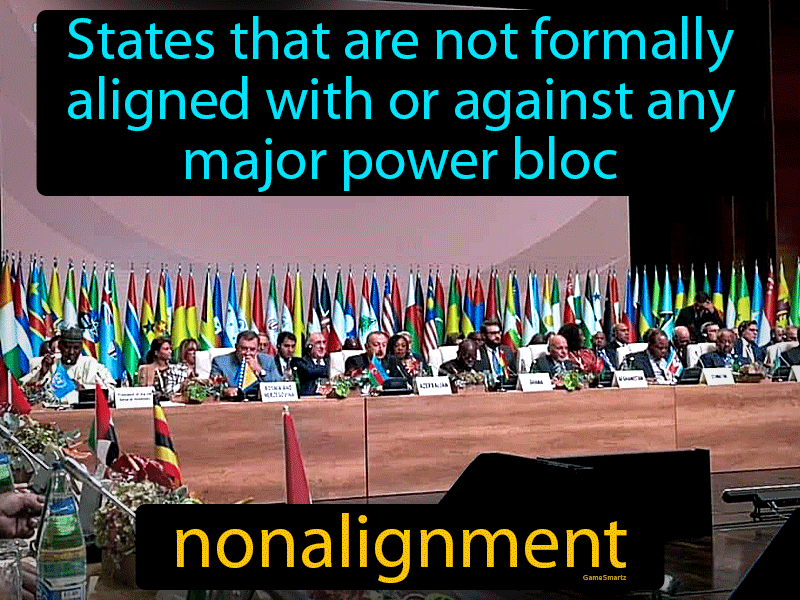 States that are not formally
aligned with or against any
major power bloc
BOSNIA AND
HERZEGOVINA
AZERBAIJAN
GHANA
AFGHANISTAN
nonalignment
GameSmartz